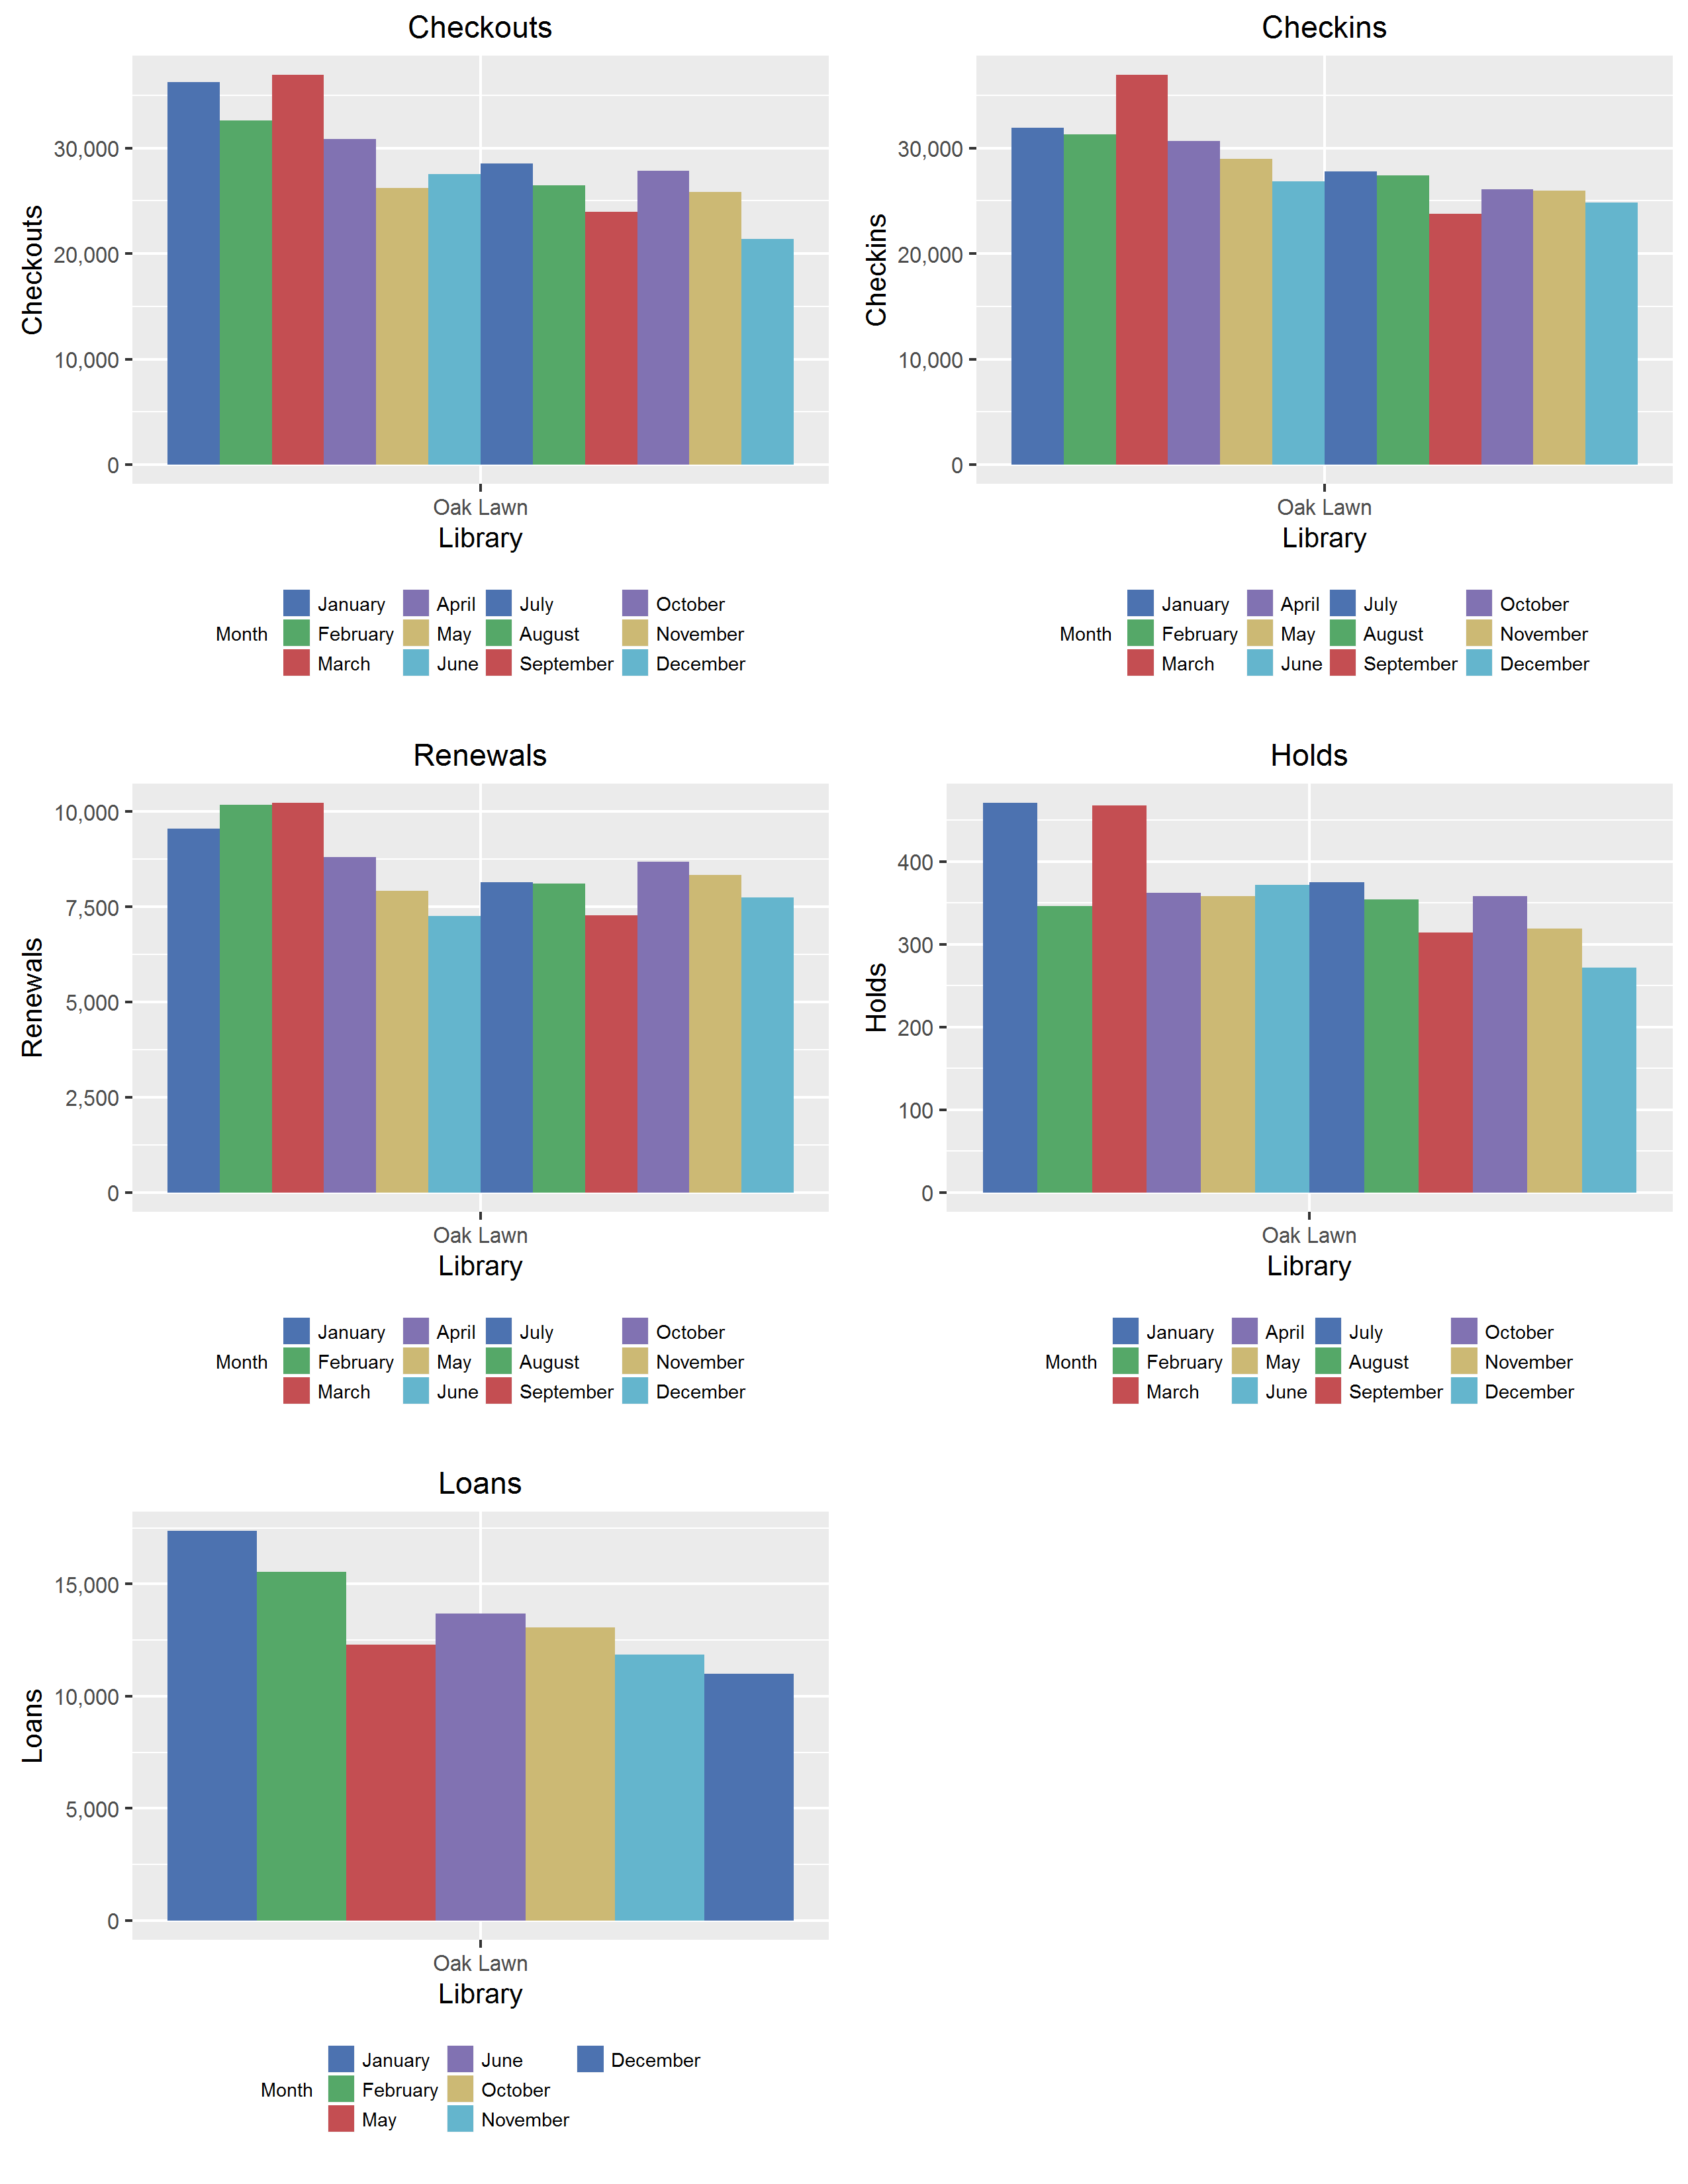 Checkouts
Checkouts
30,000
20,000
10,000
0
Oak Lawn
Library
Month
January
April
July
October
February
May
August
November
March
June
September
December
Checkins
Checkins
30,000
20,000
10,000
0
Oak Lawn
Library
Month
January
April
July
October
February
May
August
November
March
June
September
December
Renewals
Renewals
10,000
7,500
5,000
2,500
0
Oak Lawn
Library
Month
January
April
July
October
February
May
August
November
March
June
September
December
Holds
Holds
400
300
200
100
0
Oak Lawn
Library
Month
January
April
July
October
February
May
August
November
March
June
September
December
Loans
Loans
15,000
10,000
5,000
0
Oak Lawn
Library
Month
January
June
December
February
October
May
November